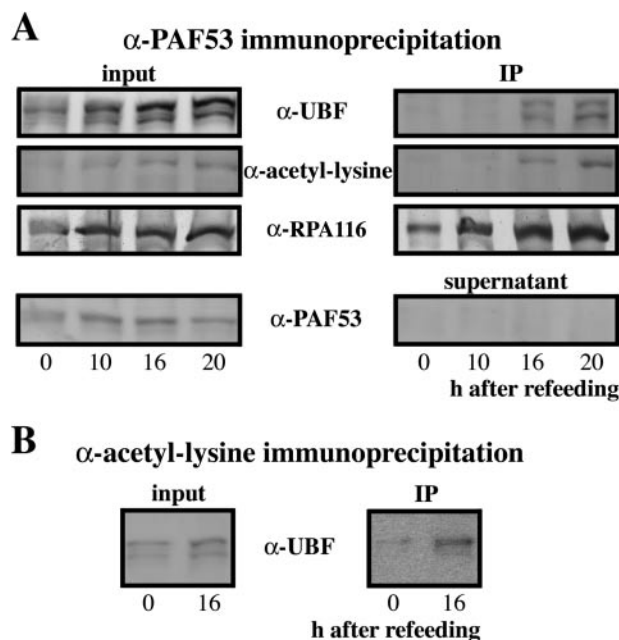 A
α-PAF53 immunoprecipitation
input IP
α-UBF
α-acetyl-lysine
α-RPA116
supernatant
α-PAF53
0 10 16 20 0 10 16 20
h after refeeding
B
α-acetyl-lysine immunoprecipitation
input IP
α-UBF
0 16 0 16
h after refeeding